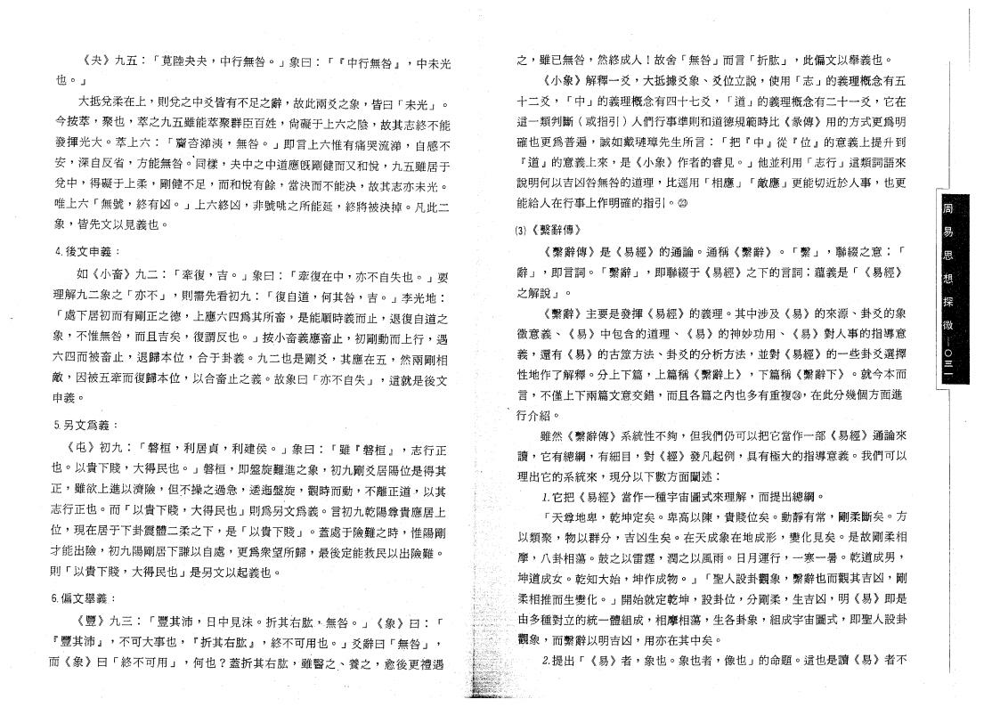 《夬》九五：「莧陸夬夬，中行無咎。」象曰：「『中行無咎』，中未光
也。」
大抵兌柔在上，則兌之中爻皆有不足之辭，故此兩爻之象，皆曰「未光」。
今按萃，聚也，萃之九五雖能萃聚群臣百姓，尙礙于上六之陰，故其志終不能
發揮光大。萃上六：「齎咨涕洟，無咎。」即言上六惟有痛哭流涕，自感不
安，深自反省，方能無咎。同樣，夬中之中道應旣剛健而又和悅，九五雖居于
兌中，得礙于上柔，剛健不足，而和悅有餘，當決而不能決，故其志亦未光。
唯上六「無號，終有凶。」上六終凶，非號咷之所能延，終將被決掉。凡此二
象，皆先文以見義也。
4.後文申義：
如《小畜》九二：「牽復，吉。」象曰：「牽復在中，亦不自失也。」要
理解九二象之「亦不」，則需先看初九：「復自道，何其咎，吉。」李光地：
「處下居初而有剛正之德，上應六四爲其所畜，是能順時義而止，退復自道之
象，不惟無咎，而且吉矣，復謂反也。」按小畜義應畜止，初剛動而上行，遇
六四而被畜止，退歸本位，合于卦義。九二也是剛爻，其應在五，然兩剛相
敵，因被五牽而復歸本位，以合畜止之義。故象曰「亦不自失」，這就是後文
申義。
5.另文爲義：
《屯》初九：「磐桓，利居貞，利建侯。」象曰：「雖『磐桓』，志行正
也。以貴下賤，大得民也。」磐桓，即盤旋難進之象，初九剛爻居陽位是得其
正，雖欲上進以濟險，但不操之過急，逶迤盤旋，觀時而動，不離正道，以其
志行正也。而「以貴下賤，大得民也」則爲另文爲義。言初九乾陽尊貴應居上
位，現在居于下卦震體二柔之下，是「以貴下賤」。蓋處于險難之時，惟陽剛
才能出險，初九陽剛居下謙以自處，更爲衆望所歸，最後定能救民以出險難。
則「以貴下賤，大得民也」是另文以起義也。
6.偏文舉義：
《豐》九三：「豐其沛，日中見沬。折其右肱，無咎。」《象》曰：「
『豐其沛』，不可大事也，『折其右肱』，終不可用也。」爻辭曰「無咎」，
而《象》曰「終不可用」，何也？蓋折其右肱，雖醫之、養之，愈後更禮遇
之，雖已無咎，然終成人！故舍「無咎」而言「折肱」，此偏文以舉義也。
《小象》解釋一爻，大抵據爻象、爻位立說，使用「志」的義理概念有五
十二爻，「中」的義理概念有四十七爻，「道」的義理概念有二十一爻，它在
這一類判斷（或指引）人們行事準則和道德規範時比《彖傳》用的方式更爲明
確也更爲普遍，誠如戴璉璋先生所言：「把『中』從『位』的意義上提升到
『道』的意義上來，是《小象》作者的睿見。」他並利用「志行」這類詞語來
說明何以吉凶咎無咎的道理，比逕用「相應」「敵應」更能切近於人事，也更
能給人在行事上作明確的指引。㉓
⑶《繫辭傳》
《繫辭傳》是《易經》的通論。通稱《繫辭》。「繫」，聯綴之意；「
辭」，即言詞。「繫辭」，即聯綴于《易經》之下的言詞；蘊義是「《易經》
之解說」。
《繫辭》主要是發揮《易經》的義理。其中涉及《易》的來源、卦爻的象
徵意義、《易》中包含的道理、《易》的神妙功用、《易》對人事的指導意
義，還有《易》的古筮方法、卦爻的分析方法，並對《易經》的一些卦爻選擇
性地作了解釋。分上下篇，上篇稱《繫辭上》，下篇稱《繫辭下》。就今本而
言，不僅上下兩篇文意交錯，而且各篇之內也多有重複㉔，在此分幾個方面進
行介紹。
雖然《繫辭傳》系統性不夠，但我們仍可以把它當作一部《易經》通論來
讀，它有總綱，有細目，對《經》發凡起例，具有極大的指導意義。我們可以
理出它的系統來，現分以下數方面闡述：
1.它把《易經》當作一種宇宙圖式來理解，而提出總綱。
「天尊地卑，乾坤定矣。卑高以陳，貴賤位矣。動靜有常，剛柔斷矣。方
以類聚，物以群分，吉凶生矣。在天成象在地成形，變化見矣。是故剛柔相
摩，八卦相蕩。鼓之以雷霆，潤之以風雨。日月運行，一寒一暑。乾道成男，
坤道成女。乾知大始，坤作成物。」「聖人設卦觀象，繫辭也而觀其吉凶，剛
柔相推而生變化。」開始就定乾坤，設卦位，分剛柔，生吉凶，明《易》即是
由多種對立的統一體組成，相摩相蕩，生各卦象，組成宇宙圖式，即聖人設卦
觀象，而繫辭以明吉凶，用亦在其中矣。
2.提出「《易》者，象也。象也者，像也」的命題。這也是讀《易》者不
周易思想探微—〇三一